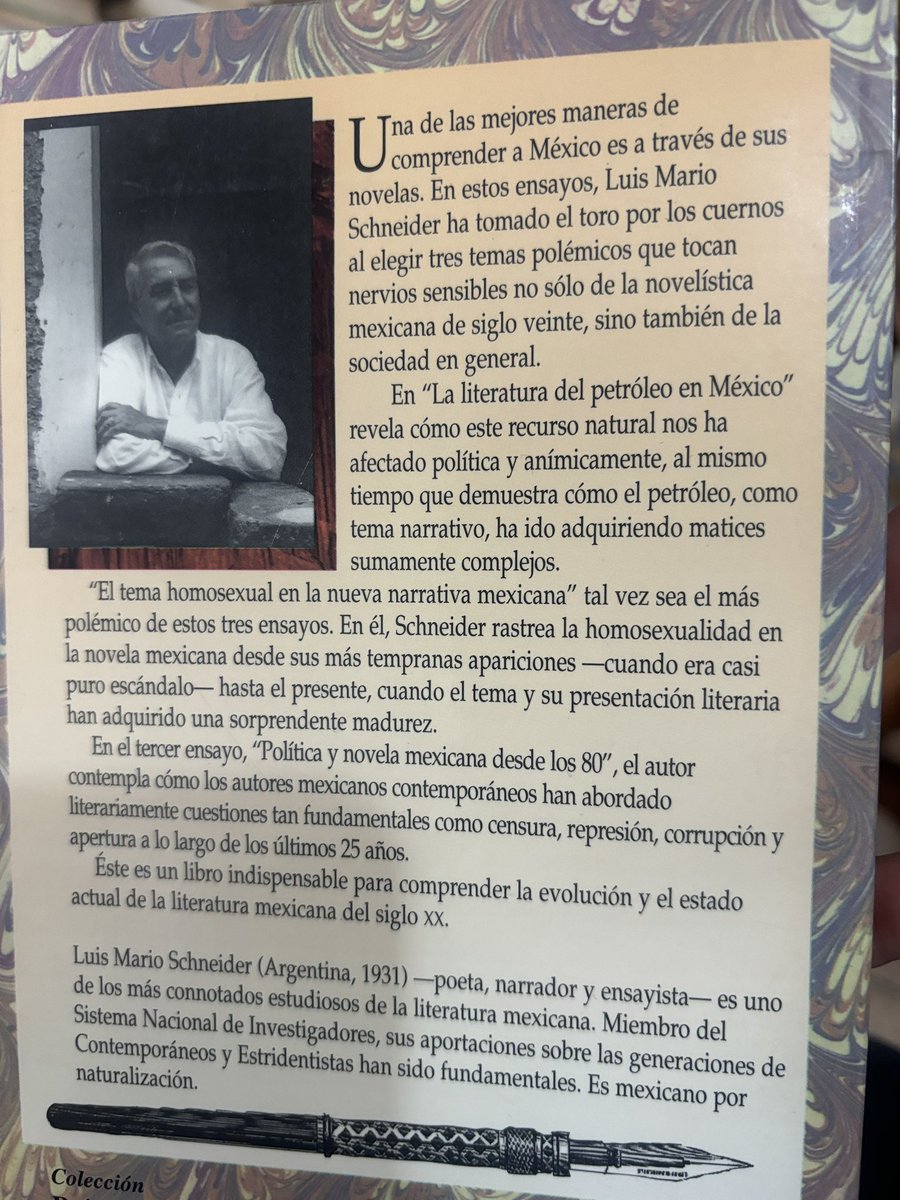 Una de las mejores maneras de
comprender a México es a través de sus
novelas. En estos ensayos, Luis Mario
Schneider ha tomado el toro por los cuernos
al elegir tres temas polémicos que tocan
nervios sensibles no sólo de la novelística
mexicana de siglo veinte, sino también de la
sociedad en general.
En “La literatura del petróleo en México”
revela cómo este recurso natural nos ha
afectado política y anímicamente, al mismo
tiempo que demuestra cómo el petróleo, como
tema narrativo, ha ido adquiriendo matices
sumamente complejos.
“El tema homosexual en la nueva narrativa mexicana” tal vez sea el más
polémico de estos tres ensayos. En él, Schneider rastrea la homosexualidad en
la novela mexicana desde sus más tempranas apariciones —cuando era casi
puro escándalo— hasta el presente, cuando el tema y su presentación literaria
han adquirido una sorprendente madurez.
En el tercer ensayo, “Política y novela mexicana desde los 80”, el autor
contempla cómo los autores mexicanos contemporáneos han abordado
literariamente cuestiones tan fundamentales como censura, represión, corrupción y
apertura a lo largo de los últimos 25 años.
Éste es un libro indispensable para comprender la evolución y el estado
actual de la literatura mexicana del siglo XX.
Luis Mario Schneider (Argentina, 1931) —poeta, narrador y ensayista— es uno
de los más connotados estudiosos de la literatura mexicana. Miembro del
Sistema Nacional de Investigadores, sus aportaciones sobre las generaciones de
Contemporáneos y Estridentistas han sido fundamentales. Es mexicano por
naturalización.
Colección